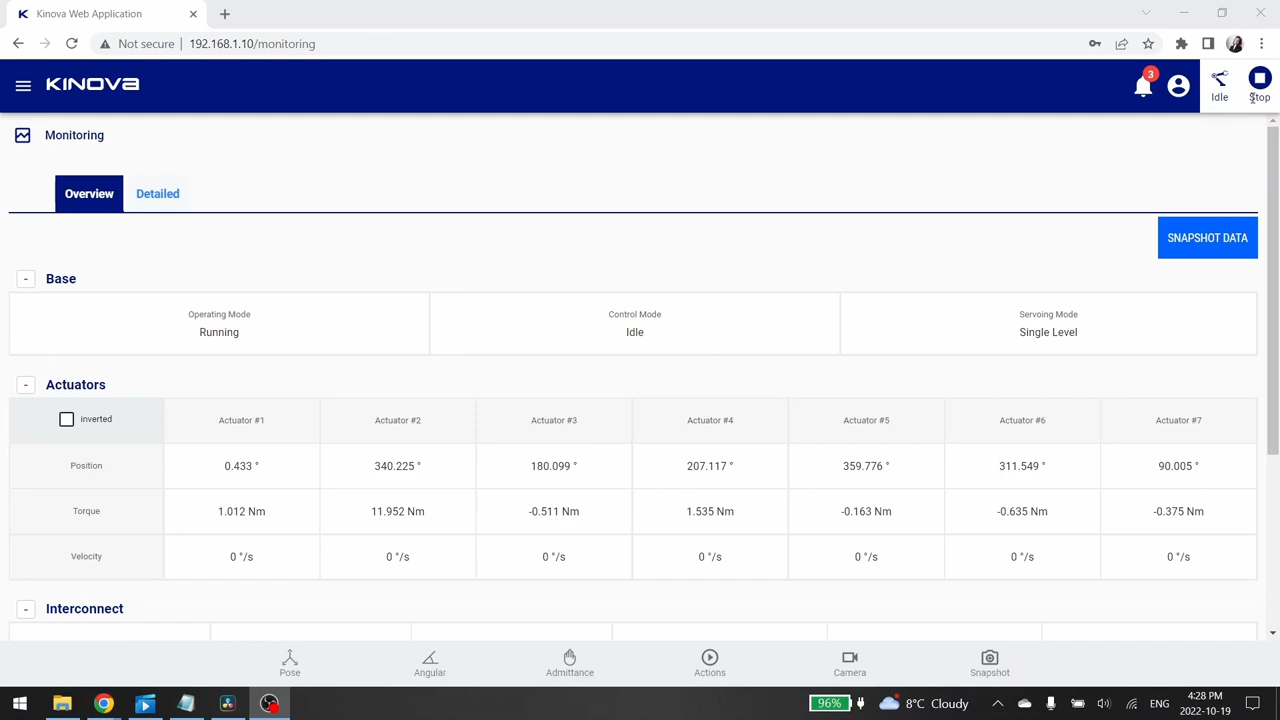 Kinova Web Application
Not secure 192.168.1.10/monitoring
KINOVA
3
Idle
Stop
Monitoring
Overview
Detailed
SNAPSHOT DATA
- Base
Operating Mode
Running
Control Mode
Idle
Servoing Mode
Single Level
- Actuators
inverted Actuator #1 Actuator #2 Actuator #3 Actuator #4 Actuator #5 Actuator #6 Actuator #7
Position 0.433 ° 340.225 ° 180.099 ° 207.117 ° 359.776 ° 311.549 ° 90.005 °
Torque 1.012 Nm 11.952 Nm -0.511 Nm 1.535 Nm -0.163 Nm -0.635 Nm -0.375 Nm
Velocity 0 °/s 0 °/s 0 °/s 0 °/s 0 °/s 0 °/s 0 °/s
- Interconnect
Pose Angular Admittance Actions Camera Snapshot
96% 8°C Cloudy ENG 4:28 PM
2022-10-19